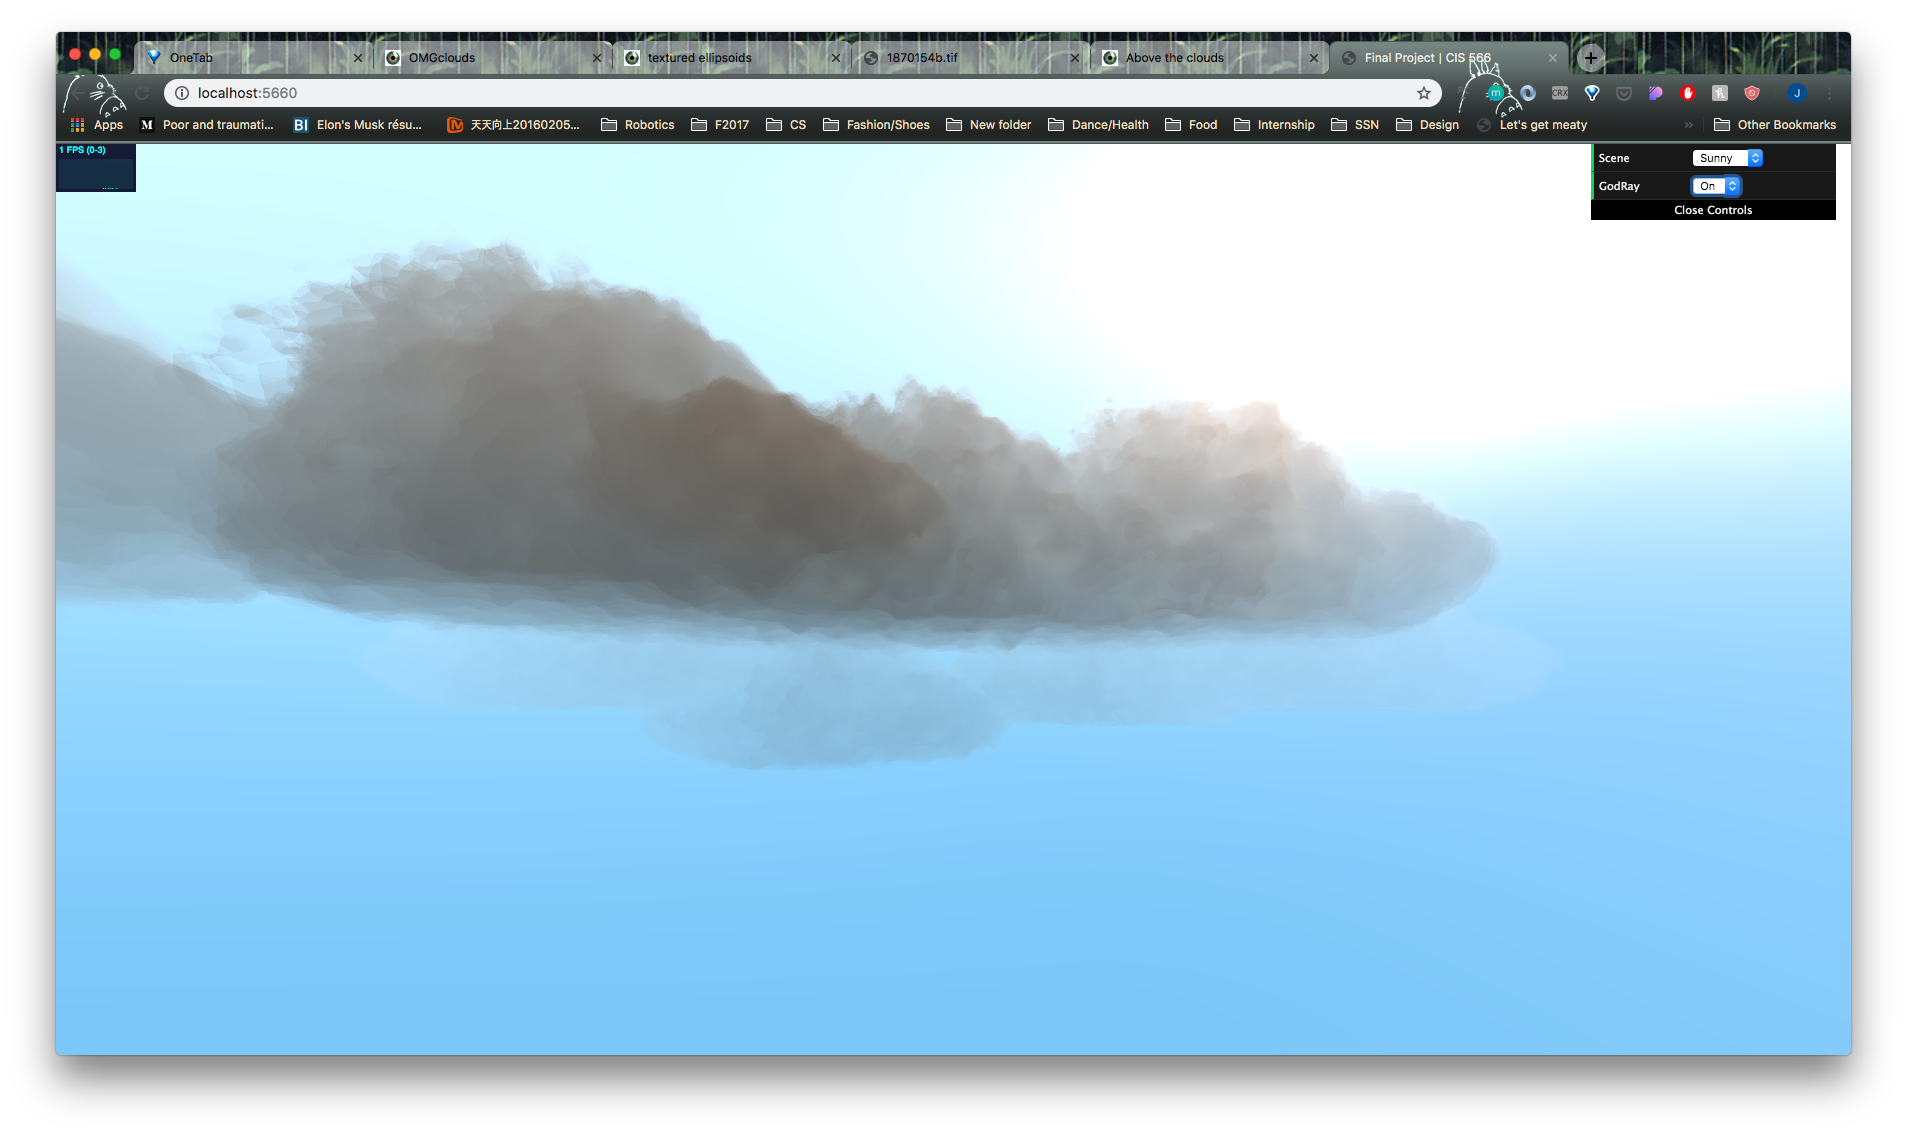 OneTab
OMGclouds
textured ellipsoids
1870154b.tif
Above the clouds
Final Project | CIS 566
localhost:5660
m
CRX
J
Apps
M
Poor and traumati...
BI
Elon's Musk résu...
天天向上20160205...
Robotics
F2017
CS
Fashion/Shoes
New folder
Dance/Health
Food
Internship
SSN
Design
Let's get meaty
»
Other Bookmarks
1 FPS (0-3)
Scene
Sunny
GodRay
On
Close Controls